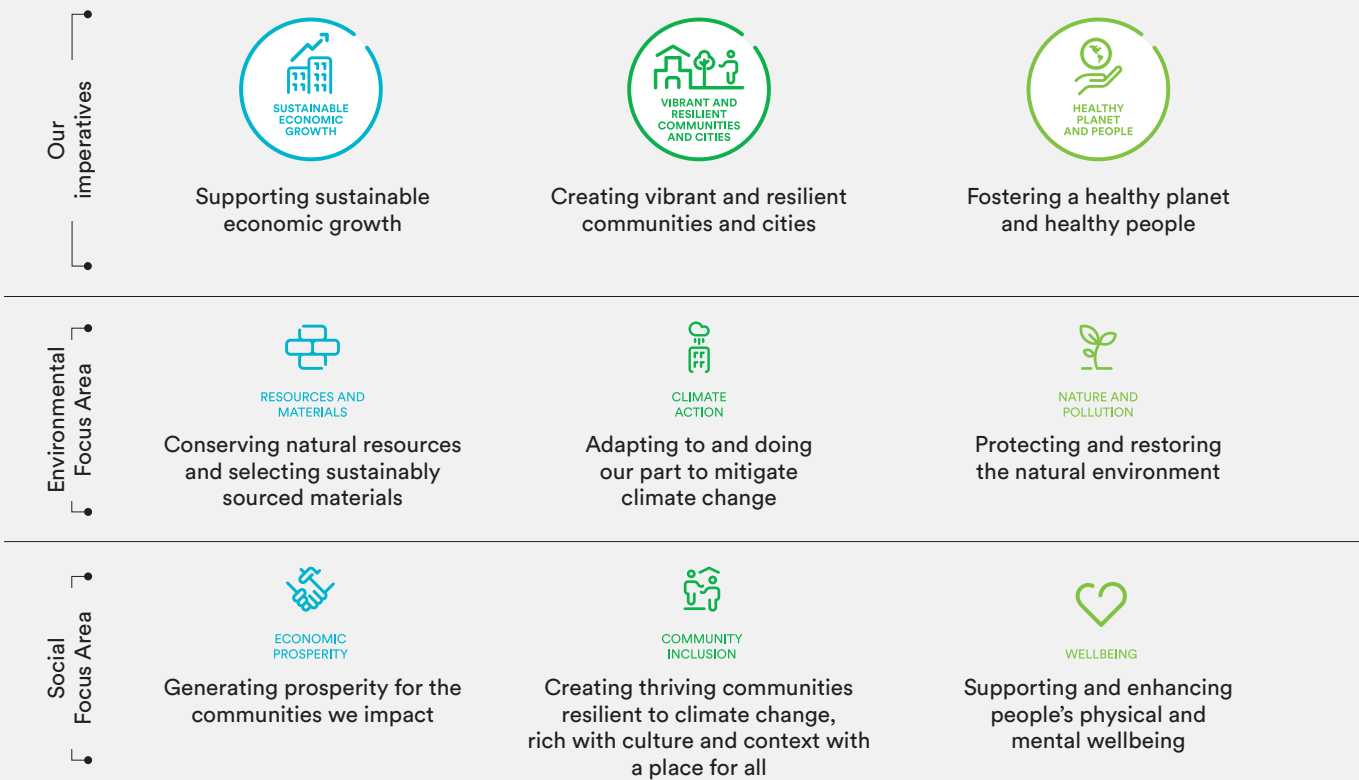 Our
imperatives
SUSTAINABLE
ECONOMIC
GROWTH
Supporting sustainable
economic growth
VIBRANT AND
RESILIENT
COMMUNITIES
AND CITIES
Creating vibrant and resilient
communities and cities
HEALTHY
PLANET
AND PEOPLE
Fostering a healthy planet
and healthy people
Environmental
Focus Area
RESOURCES AND
MATERIALS
Conserving natural resources
and selecting sustainably
sourced materials
CLIMATE
ACTION
Adapting to and doing
our part to mitigate
climate change
NATURE AND
POLLUTION
Protecting and restoring
the natural environment
Social
Focus Area
ECONOMIC
PROSPERITY
Generating prosperity for the
communities we impact
COMMUNITY
INCLUSION
Creating thriving communities
resilient to climate change,
rich with culture and context with
a place for all
WELLBEING
Supporting and enhancing
people’s physical and
mental wellbeing